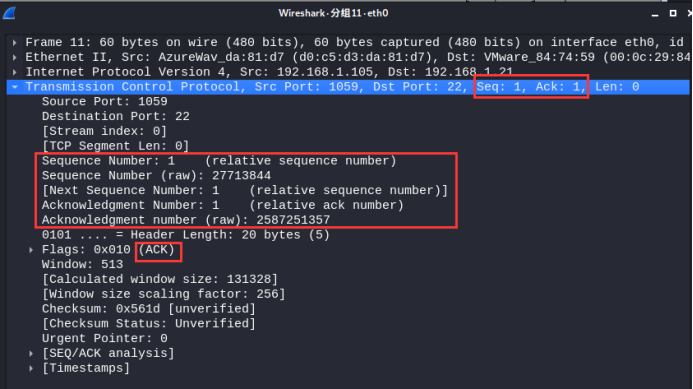 Wireshark·分组11·eth0
Frame 11: 60 bytes on wire (480 bits), 60 bytes captured (480 bits) on interface eth0, id
Ethernet II, Src: AzureWav_da:81:d7 (d0:c5:d3:da:81:d7), Dst: VMware_84:74:59 (00:0c:29:84
Internet Protocol Version 4, Src: 192.168.1.105, Dst: 192.168.1.21
Transmission Control Protocol, Src Port: 1059, Dst Port: 22, Seq: 1, Ack: 1, Len: 0
Source Port: 1059
Destination Port: 22
[Stream index: 0]
[TCP Segment Len: 0]
Sequence Number: 1    (relative sequence number)
Sequence Number (raw): 27713844
[Next Sequence Number: 1    (relative sequence number)]
Acknowledgment Number: 1    (relative ack number)
Acknowledgment number (raw): 2587251357
0101 .... = Header Length: 20 bytes (5)
Flags: 0x010 (ACK)
Window: 513
[Calculated window size: 131328]
[Window size scaling factor: 256]
Checksum: 0x561d [unverified]
[Checksum Status: Unverified]
Urgent Pointer: 0
[SEQ/ACK analysis]
[Timestamps]